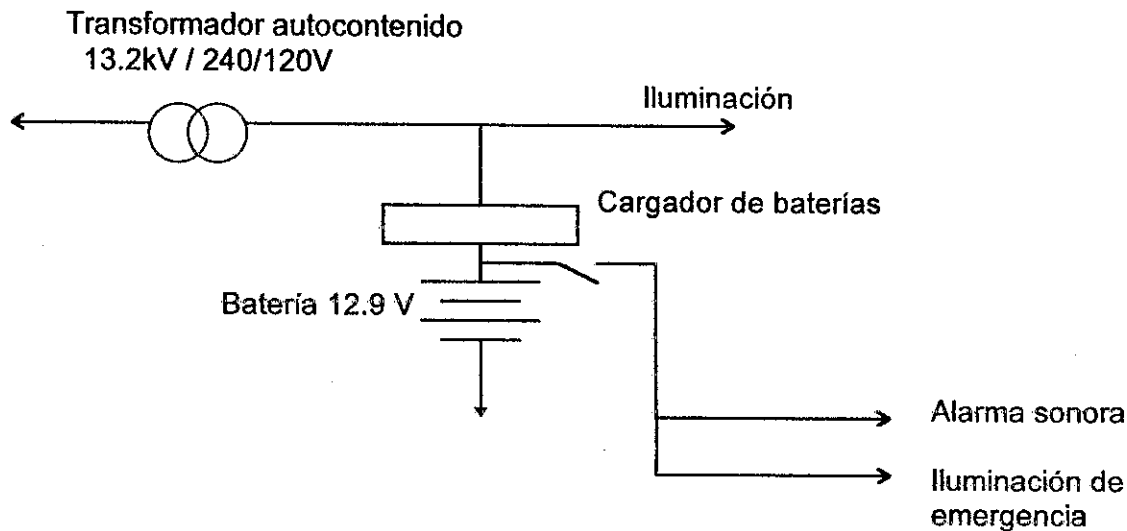 Transformador autocontenido
13.2kV / 240/120V
Iluminación
Cargador de baterías
Batería 12.9 V
Alarma sonora
Iluminación de
emergencia